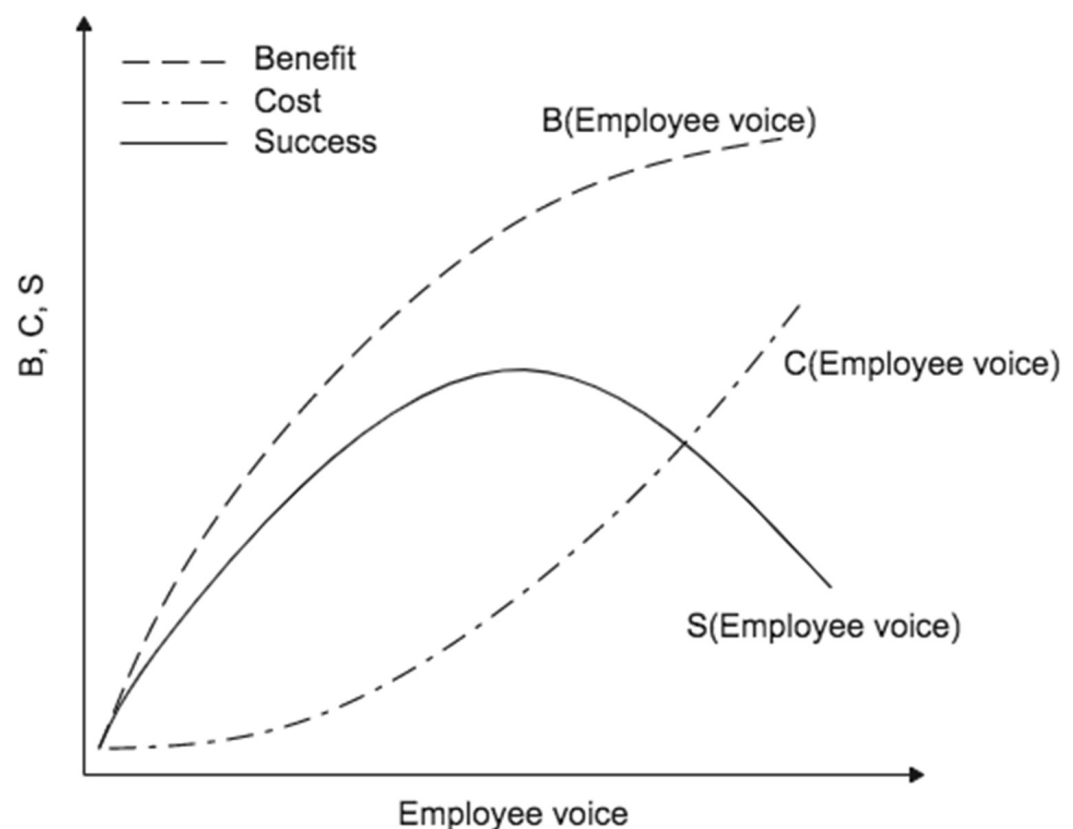 Benefit
Cost
Success
B(Employee voice)
B, C, S
C(Employee voice)
S(Employee voice)
Employee voice